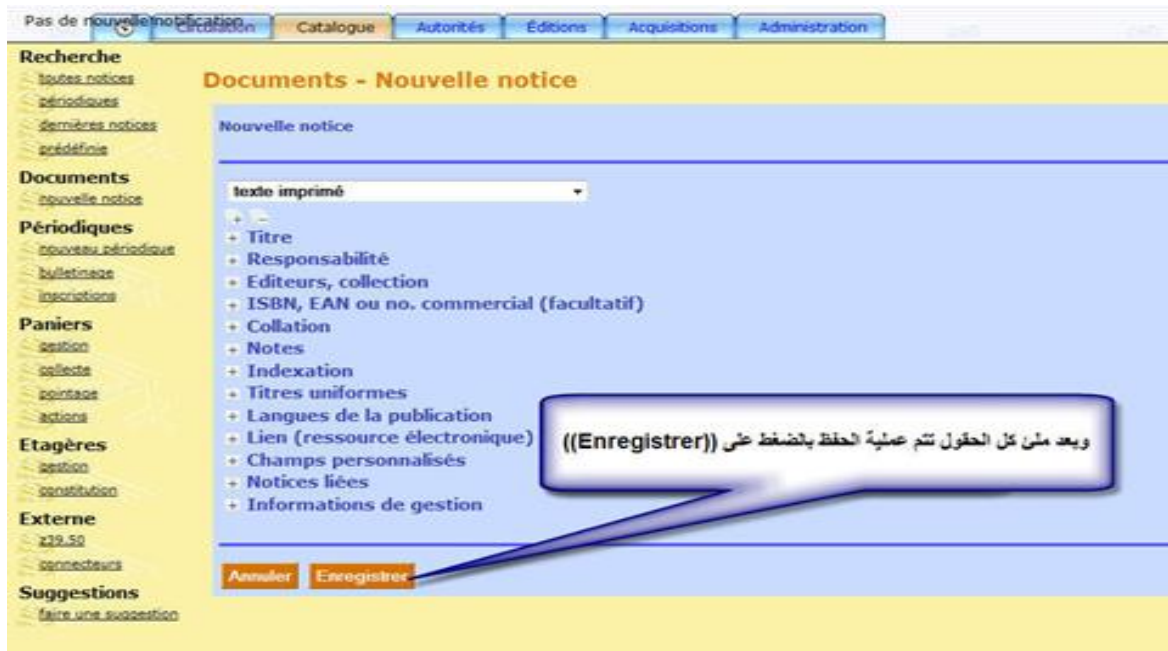 Pas de nouvelle notification
Circulation Catalogue Autorités Éditions Acquisitions Administration
Recherche
toutes notices
périodiques
dernières notices
prédéfinie
Documents
nouvelle notice
Périodiques
nouveau périodique
bulletinage
inscriptions
Paniers
gestion
collecte
pointage
actions
Etagères
gestion
constitution
Externe
z39.50
connecteurs
Suggestions
faire une suggestion
Documents - Nouvelle notice
Nouvelle notice
texte imprimé
+ -
+ Titre
+ Responsabilité
+ Editeurs, collection
+ ISBN, EAN ou no. commercial (facultatif)
+ Collation
+ Notes
+ Indexation
+ Titres uniformes
+ Langues de la publication
+ Lien (ressource électronique)
+ Champs personnalisés
+ Notices liées
+ Informations de gestion
وبعد ملئ كل الحقول تتم عملية الحفظ بالضغط على ((Enregistrer))
Annuler Enregistrer